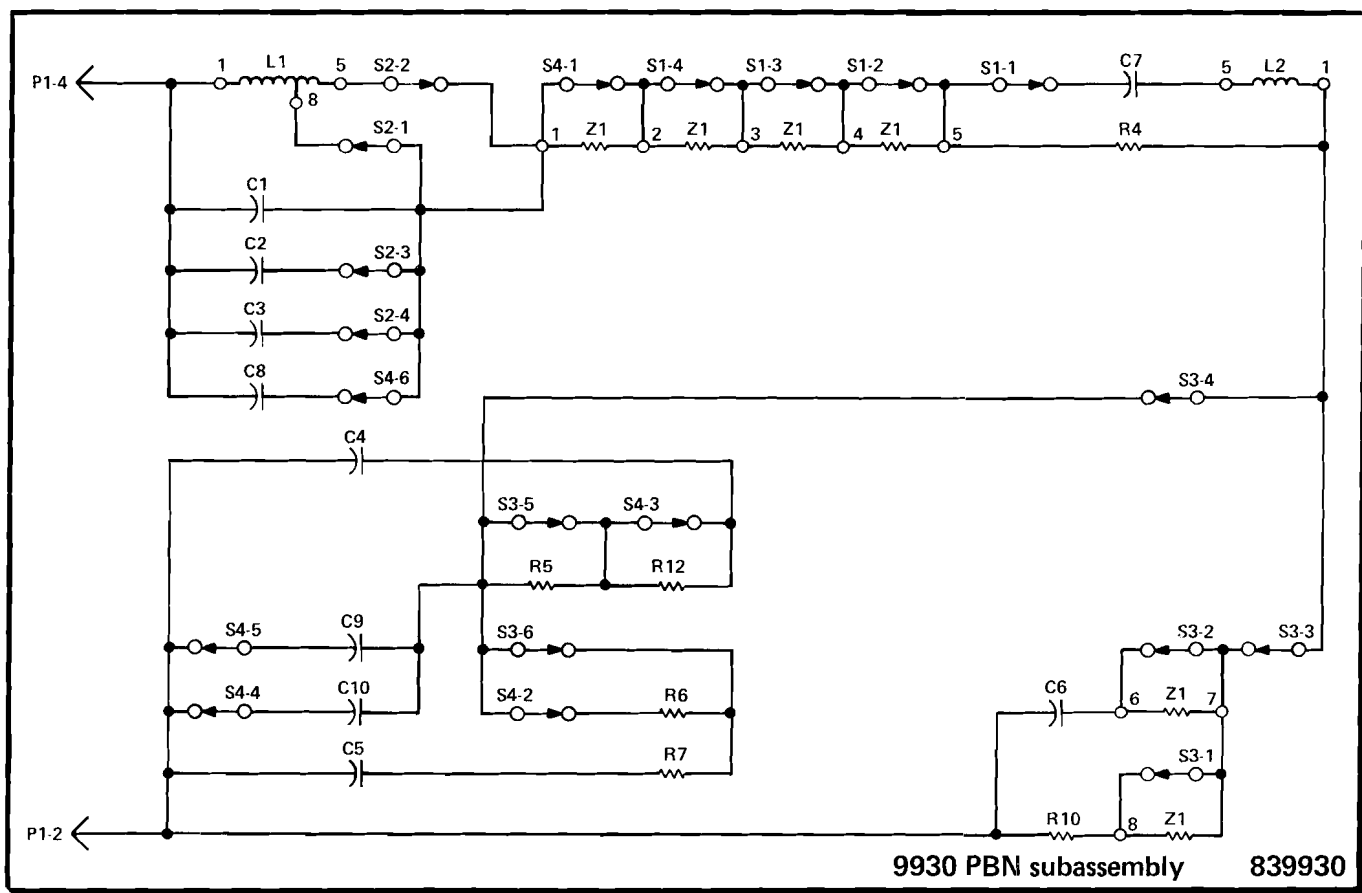 P1-4 1 L1 5 S2-2 S4-1 S1-4 S1-3 S1-2 S1-1 C7 5 L2 1
8
S2-1 1 Z1 2 Z1 3 Z1 4 Z1 5 R4
C1
C2 S2-3
C3 S2-4
C8 S4-6 S3-4
C4
S3-5 S4-3
R5 R12
S4-5 C9 S3-6 S3-2 S3-3
S4-4 C10 S4-2 R6 C6 6 Z1 7
C5 R7 S3-1
P1-2 R10 8 Z1
9930 PBN subassembly 839930